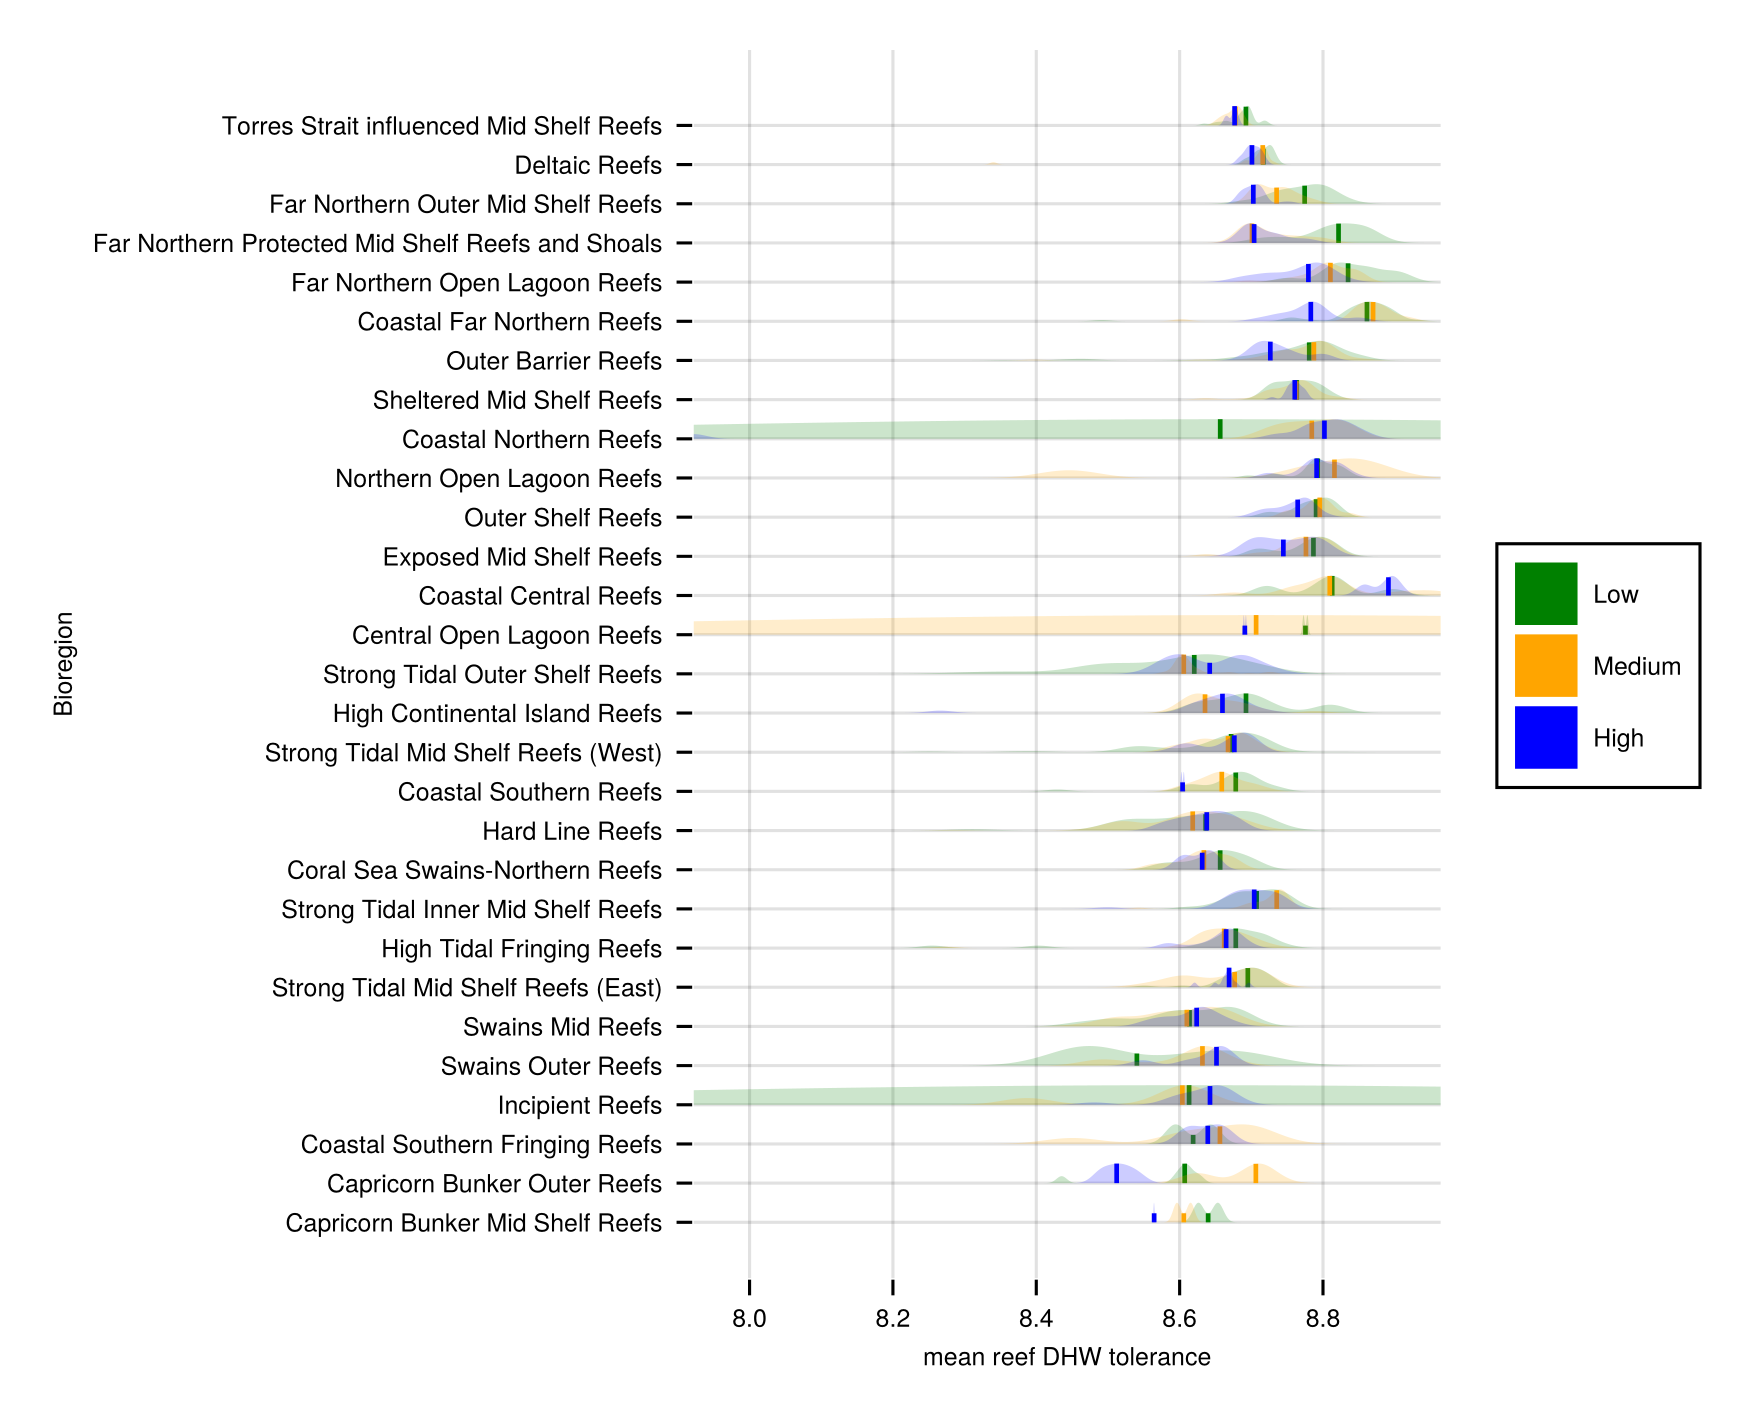 Torres Strait influenced Mid Shelf Reefs
Deltaic Reefs
Far Northern Outer Mid Shelf Reefs
Far Northern Protected Mid Shelf Reefs and Shoals
Far Northern Open Lagoon Reefs
Coastal Far Northern Reefs
Outer Barrier Reefs
Sheltered Mid Shelf Reefs
Coastal Northern Reefs
Northern Open Lagoon Reefs
Outer Shelf Reefs
Exposed Mid Shelf Reefs
Coastal Central Reefs
Central Open Lagoon Reefs
Strong Tidal Outer Shelf Reefs
High Continental Island Reefs
Strong Tidal Mid Shelf Reefs (West)
Coastal Southern Reefs
Hard Line Reefs
Coral Sea Swains-Northern Reefs
Strong Tidal Inner Mid Shelf Reefs
High Tidal Fringing Reefs
Strong Tidal Mid Shelf Reefs (East)
Swains Mid Reefs
Swains Outer Reefs
Incipient Reefs
Coastal Southern Fringing Reefs
Capricorn Bunker Outer Reefs
Capricorn Bunker Mid Shelf Reefs
Bioregion
8.0 8.2 8.4 8.6 8.8
mean reef DHW tolerance
Low
Medium
High